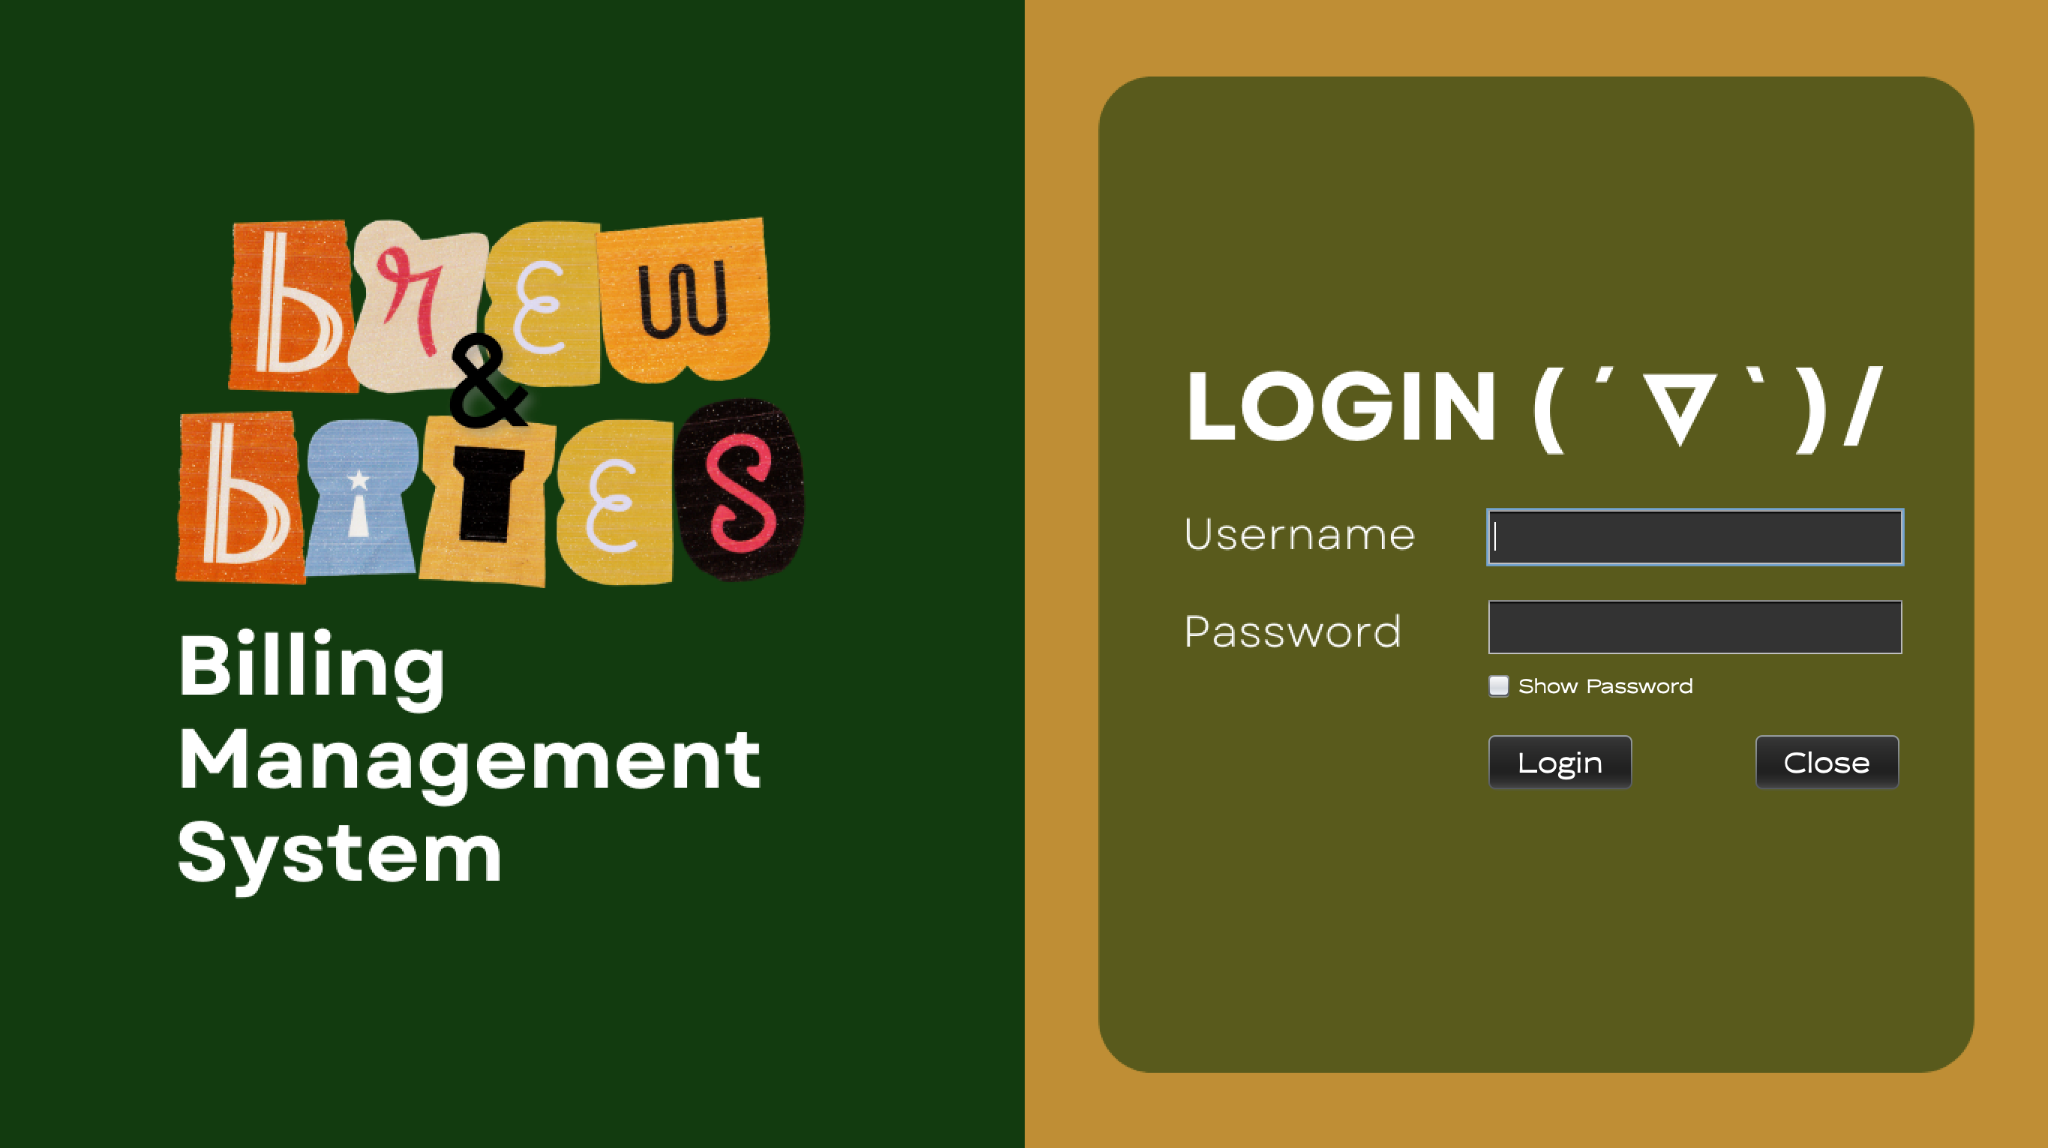 brew
&
bites
Billing
Management
System
LOGIN ( ´ ∇ ` ) /
Username
Password
Show Password
Login
Close